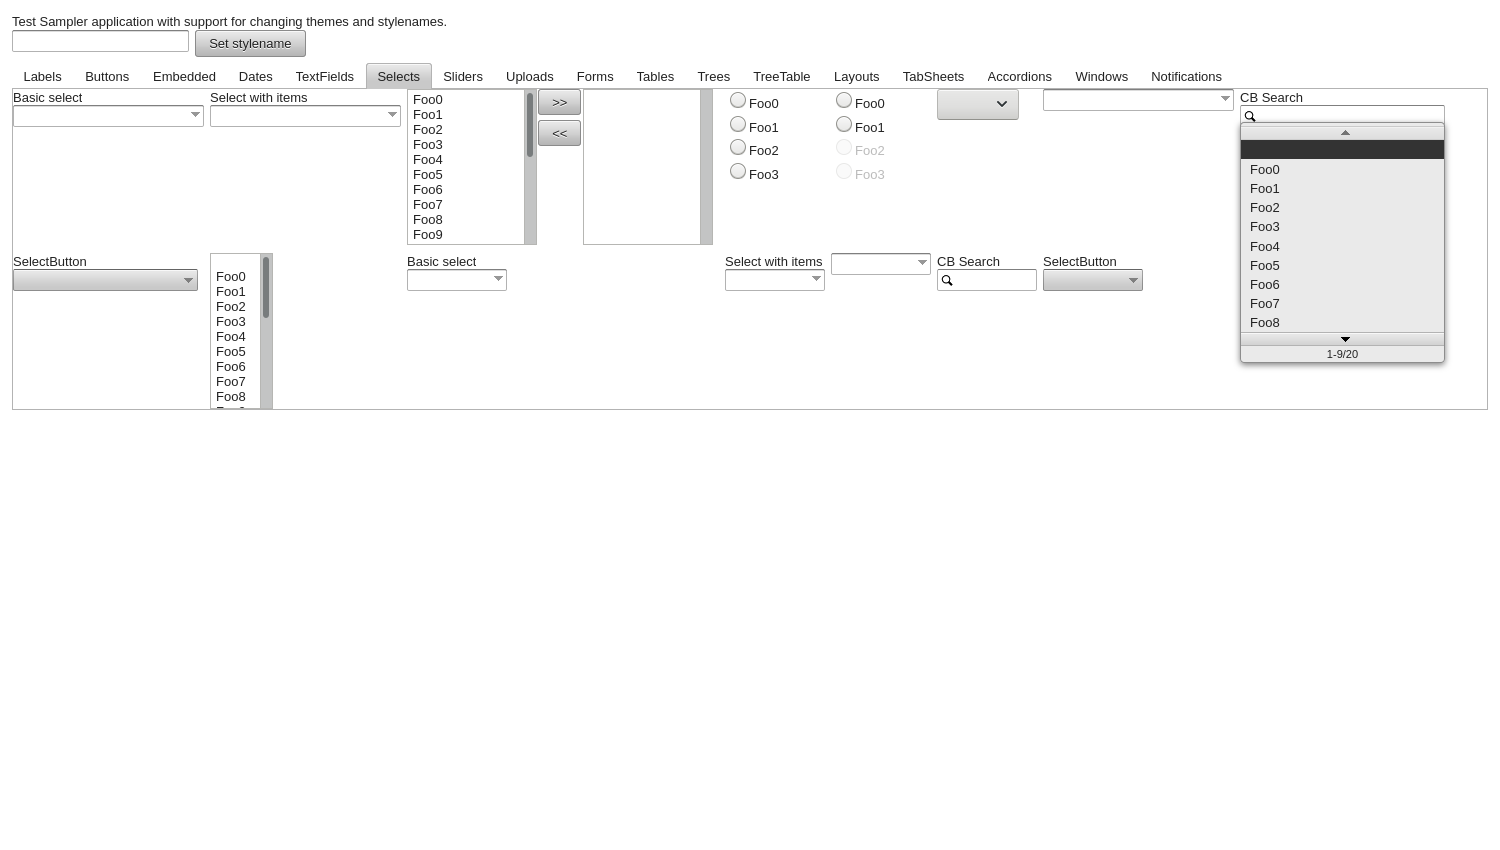 Test Sampler application with support for changing themes and stylenames.
Set stylename
Labels Buttons Embedded Dates TextFields Selects Sliders Uploads Forms Tables Trees TreeTable Layouts TabSheets Accordions Windows Notifications
Basic select
Select with items
Foo0
Foo1
Foo2
Foo3
Foo4
Foo5
Foo6
Foo7
Foo8
Foo9
>>
<<
Foo0
Foo1
Foo2
Foo3
Foo0
Foo1
Foo2
Foo3
CB Search
Foo0
Foo1
Foo2
Foo3
Foo4
Foo5
Foo6
Foo7
Foo8
1-9/20
SelectButton
Foo0
Foo1
Foo2
Foo3
Foo4
Foo5
Foo6
Foo7
Foo8
Basic select
Select with items
CB Search
SelectButton